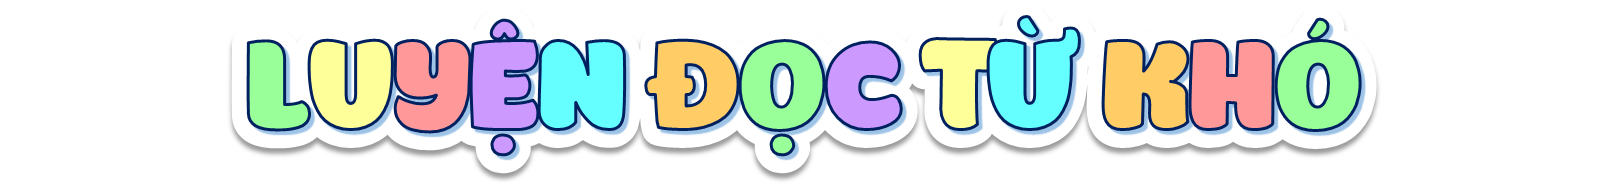 LUYỆN ĐỌC TỪ KHÓ